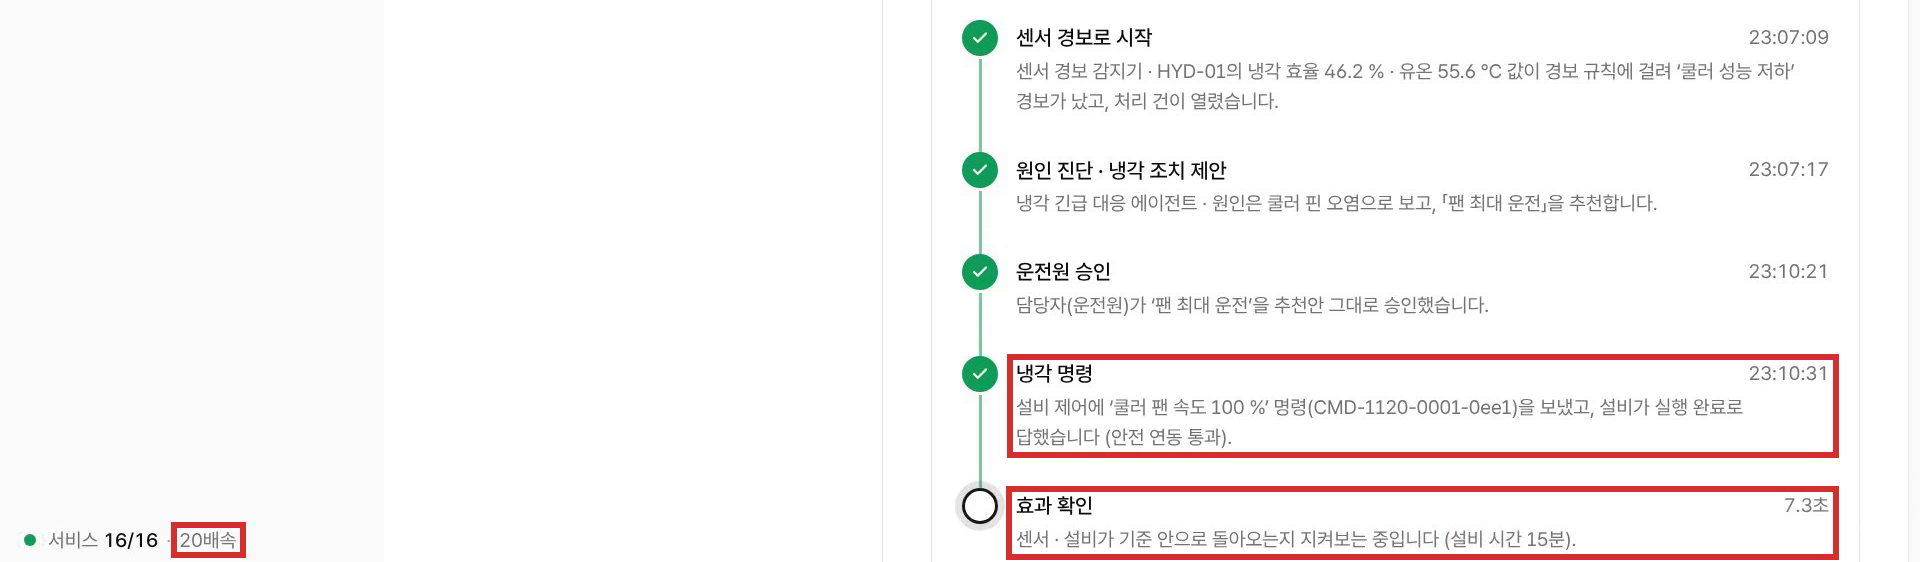 센서 경보로 시작 23:07:09
센서 경보 감지기 · HYD-01의 냉각 효율 46.2 % · 유온 55.6 °C 값이 경보 규칙에 걸려 ‘쿨러 성능 저하’
경보가 났고, 처리 건이 열렸습니다.
원인 진단 · 냉각 조치 제안 23:07:17
냉각 긴급 대응 에이전트 · 원인은 쿨러 핀 오염으로 보고, ｢팬 최대 운전｣을 추천합니다.
운전원 승인 23:10:21
담당자(운전원)가 ‘팬 최대 운전’을 추천안 그대로 승인했습니다.
냉각 명령 23:10:31
설비 제어에 ‘쿨러 팬 속도 100 %’ 명령(CMD-1120-0001-0ee1)을 보냈고, 설비가 실행 완료로
답했습니다 (안전 연동 통과).
효과 확인 7.3초
센서 · 설비가 기준 안으로 돌아오는지 지켜보는 중입니다 (설비 시간 15분).
서비스 16/16 · 20배속